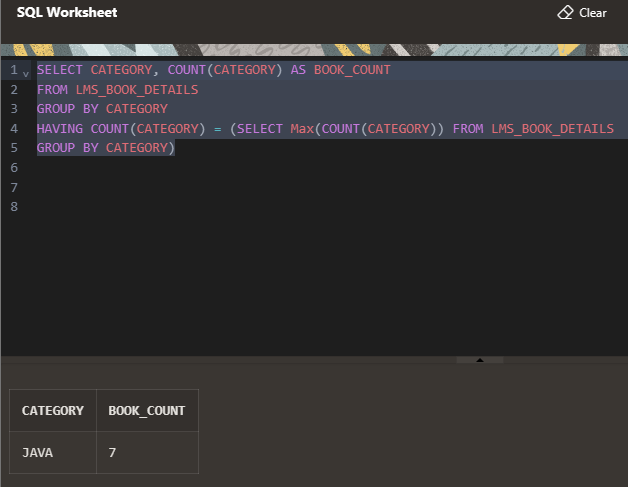 SQL Worksheet
Clear
1 SELECT CATEGORY, COUNT(CATEGORY) AS BOOK_COUNT
2 FROM LMS_BOOK_DETAILS
3 GROUP BY CATEGORY
4 HAVING COUNT(CATEGORY) = (SELECT Max(COUNT(CATEGORY)) FROM LMS_BOOK_DETAILS
5 GROUP BY CATEGORY)
6
7
8
CATEGORY BOOK_COUNT
JAVA 7